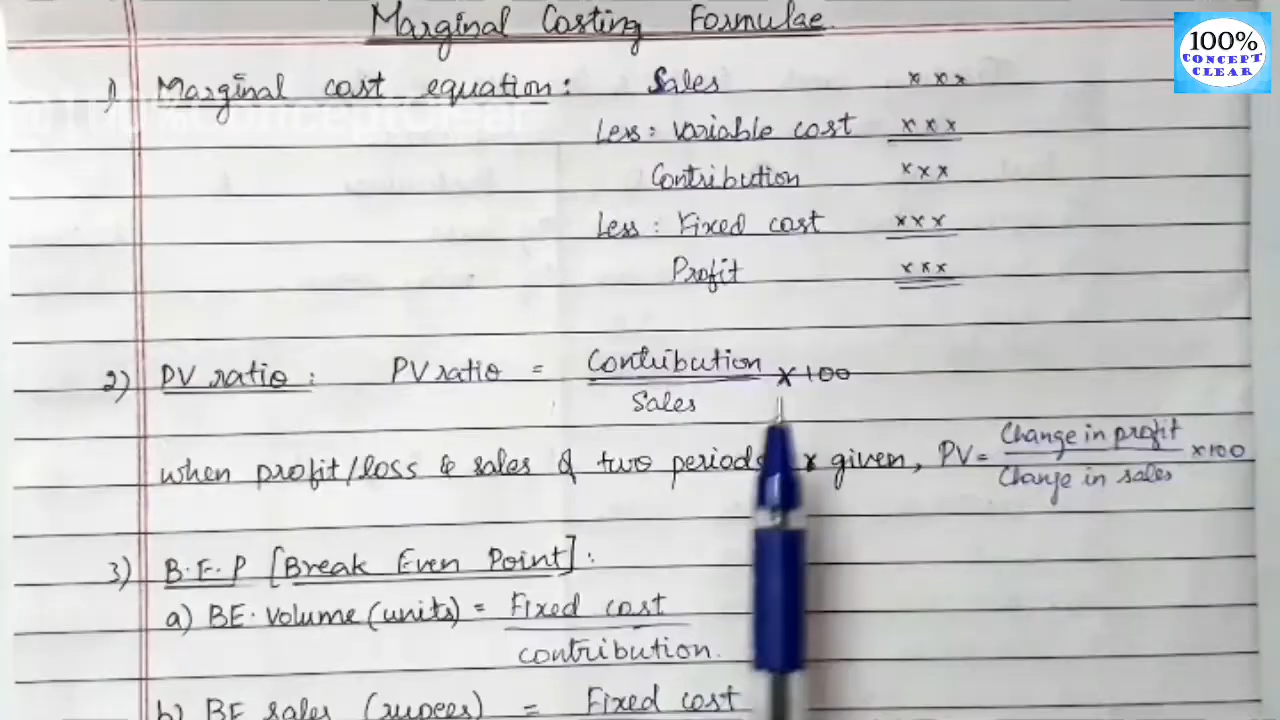 Marginal Costing Formulae
100%
CONCEPT
CLEAR
1) Marginal cost equation: Sales xxx
Less: variable cost xxx
Contribution xxx
Less: Fixed cost xxx
Profit xxx
2) PV ratio: PV ratio = Contribution / Sales × 100
when profit/loss & sales of two periods given, PV = Change in profit / Change in sales ×100
3) B.E.P [Break Even Point]:
a) BE. volume (units) = Fixed cost / contribution.
b) BE sales (rupees) = Fixed cost